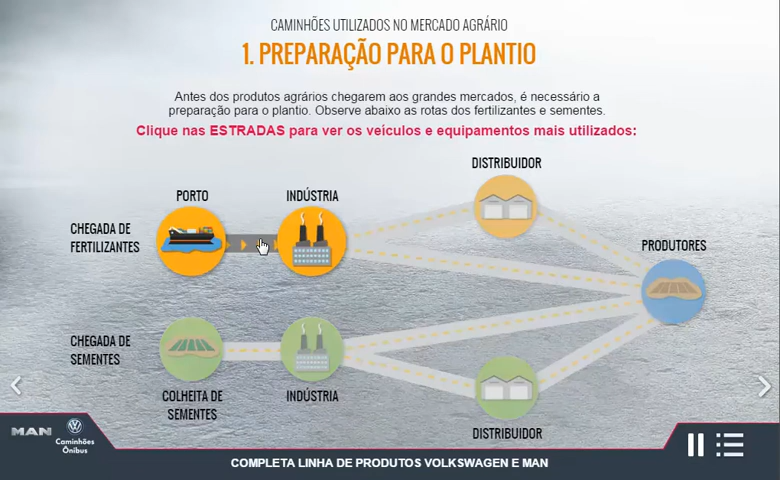 CAMINHÕES UTILIZADOS NO MERCADO AGRÁRIO
1. PREPARAÇÃO PARA O PLANTIO
Antes dos produtos agrários chegarem aos grandes mercados, é necessário a
preparação para o plantio. Observe abaixo as rotas dos fertilizantes e sementes.
Clique nas ESTRADAS para ver os veículos e equipamentos mais utilizados:
DISTRIBUIDOR
PORTO
INDÚSTRIA
CHEGADA DE
FERTILIZANTES
PRODUTORES
CHEGADA DE
SEMENTES
COLHEITA DE
SEMENTES
INDÚSTRIA
DISTRIBUIDOR
MAN
Caminhões
Ônibus
COMPLETA LINHA DE PRODUTOS VOLKSWAGEN E MAN